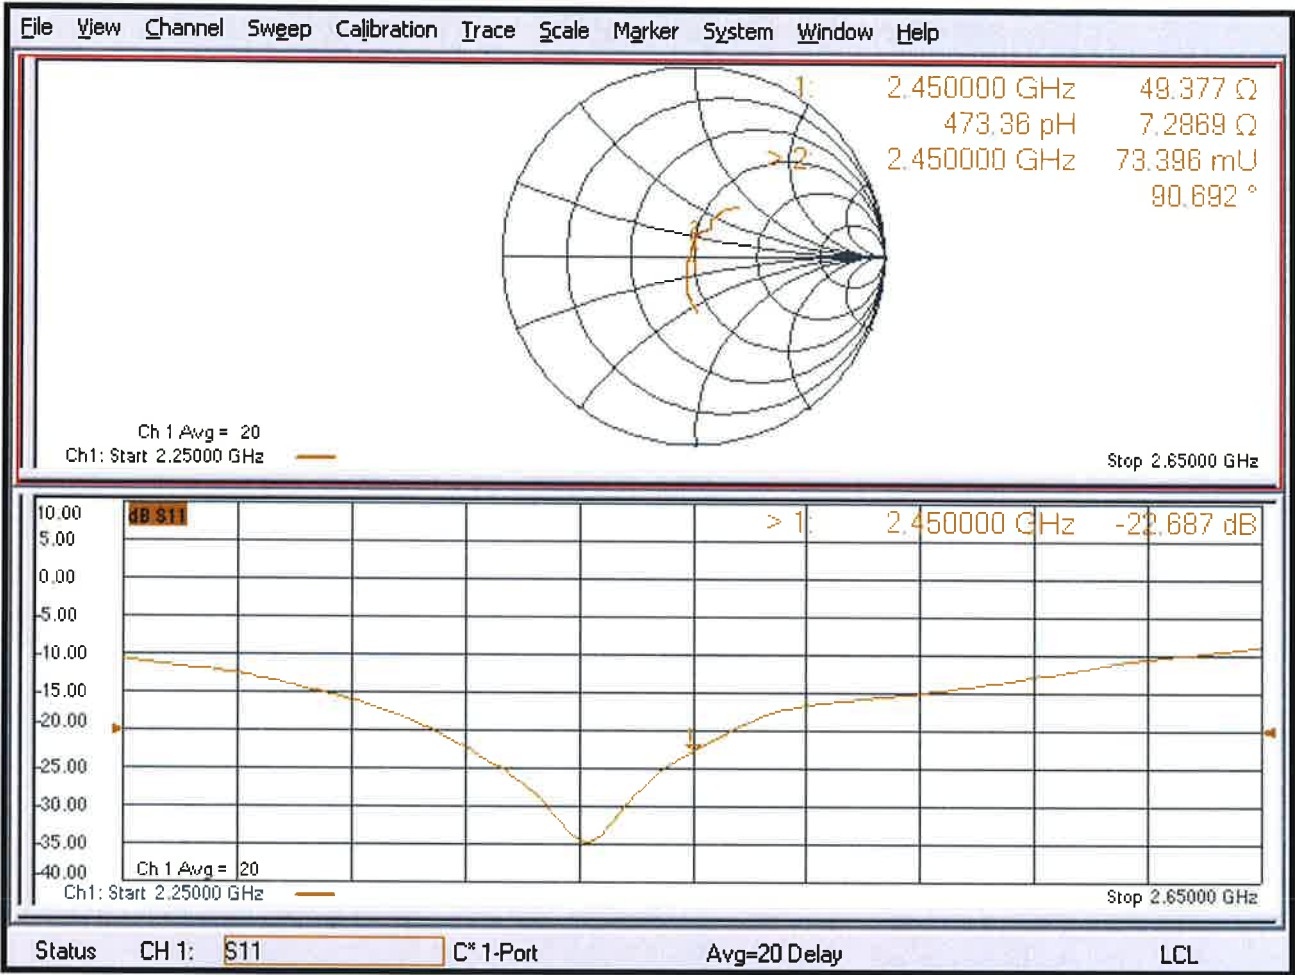 File View Channel Sweep Calibration Trace Scale Marker System Window Help
1: 2.450000 GHz 49.377 Ω
473.36 pH 7.2869 Ω
> 2: 2.450000 GHz 73.396 mU
90.692 °
Ch 1 Avg = 20
Ch1: Start 2.25000 GHz
Stop 2.65000 GHz
10.00
dB S11
> 1: 2.450000 GHz -22.687 dB
5.00
0.00
-5.00
-10.00
-15.00
-20.00
1
-25.00
-30.00
-35.00
-40.00
Ch 1 Avg = 20
Ch1: Start 2.25000 GHz
Stop 2.65000 GHz
Status CH 1: S11 C* 1-Port Avg=20 Delay LCL